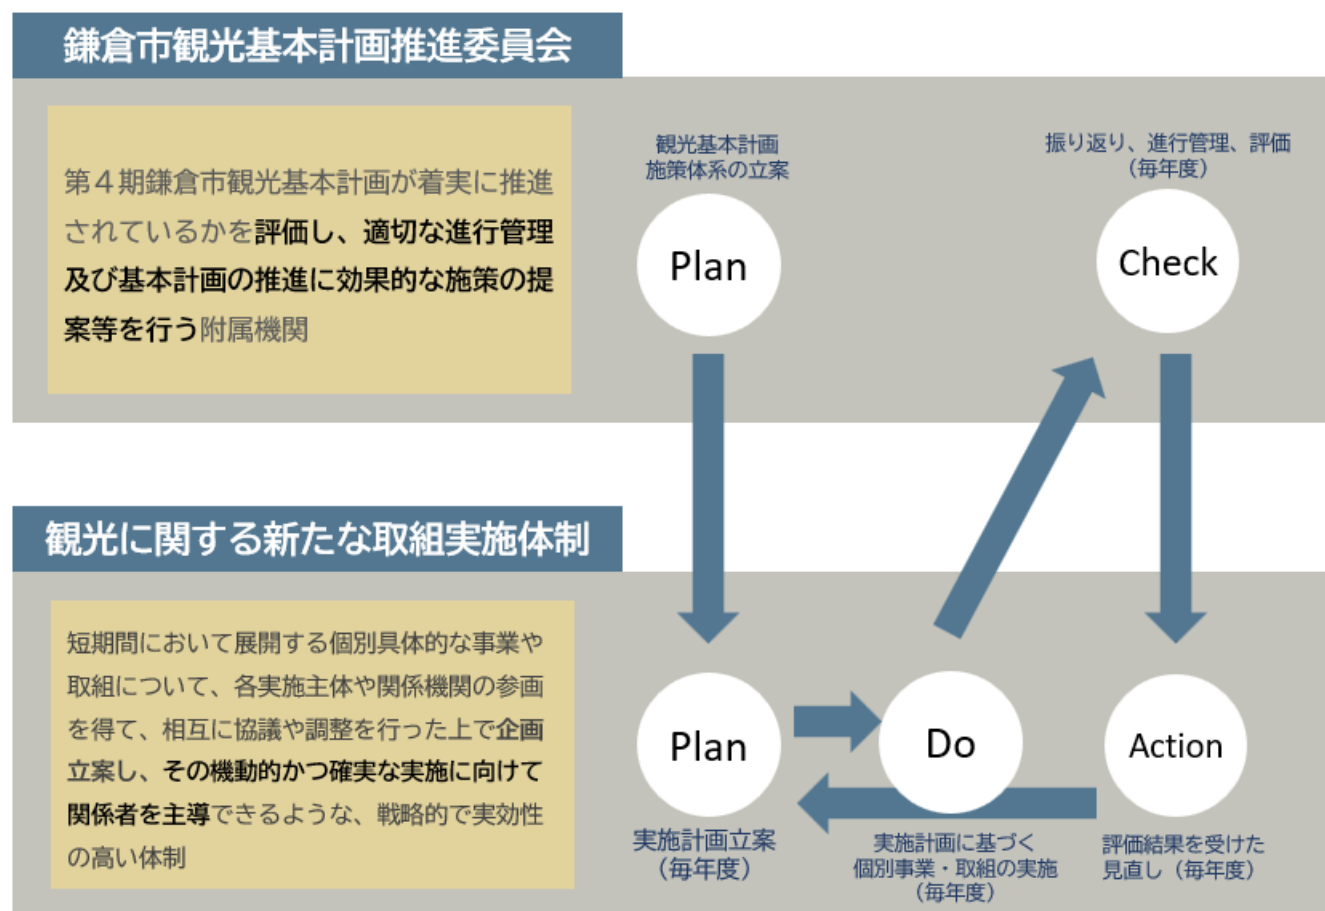 鎌倉市観光基本計画推進委員会
第４期鎌倉市観光基本計画が着実に推進
されているかを評価し、適切な進行管理
及び基本計画の推進に効果的な施策の提
案等を行う附属機関
観光基本計画
施策体系の立案
Plan
振り返り、進行管理、評価
（毎年度）
Check
観光に関する新たな取組実施体制
短期間において展開する個別具体的な事業や
取組について、各実施主体や関係機関の参画
を得て、相互に協議や調整を行った上で企画
立案し、その機動的かつ確実な実施に向けて
関係者を主導できるような、戦略的で実効性
の高い体制
Plan
実施計画立案
（毎年度）
Do
実施計画に基づく
個別事業・取組の実施
（毎年度）
Action
評価結果を受けた
見直し（毎年度）